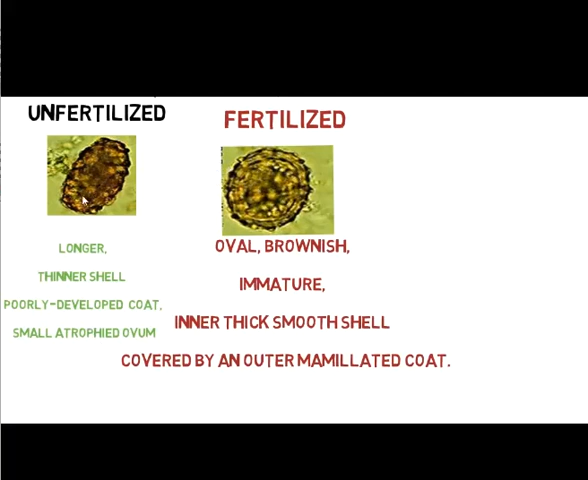 UNFERTILIZED
LONGER,
THINNER SHELL
POORLY-DEVELOPED COAT,
SMALL ATROPHIED OVUM
FERTILIZED
OVAL, BROWNISH,
IMMATURE,
INNER THICK SMOOTH SHELL
COVERED BY AN OUTER MAMILLATED COAT.